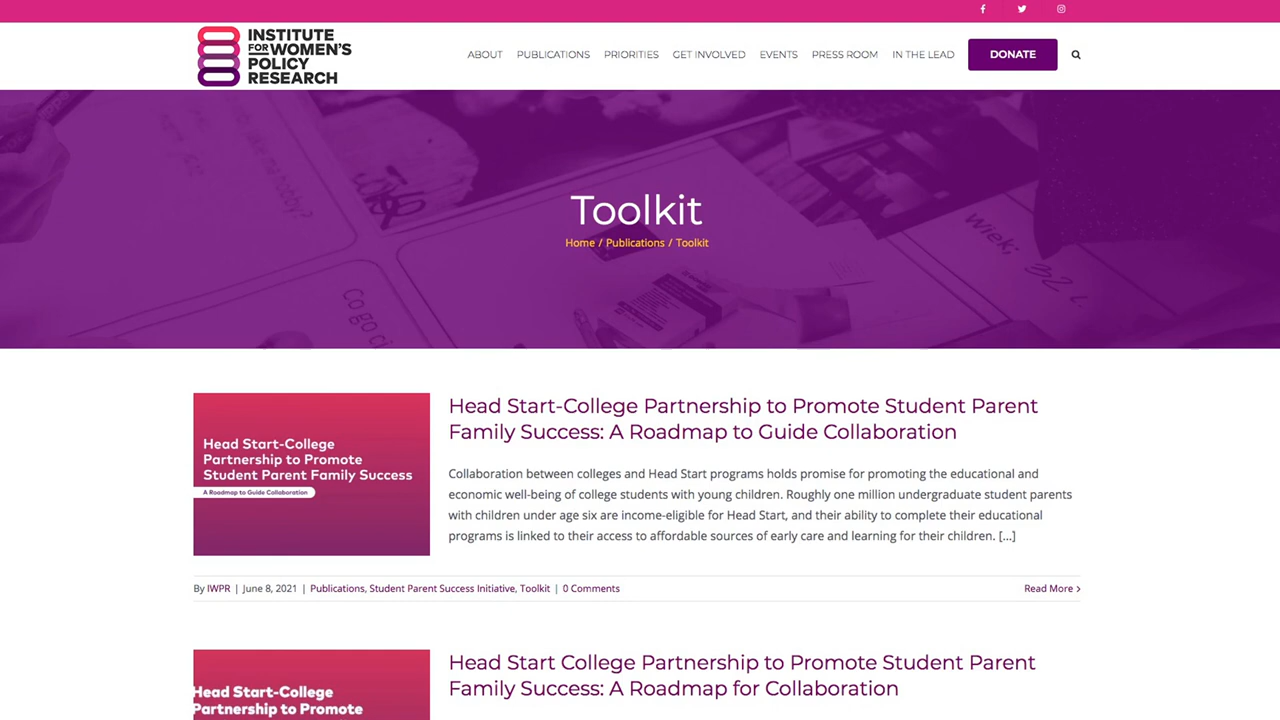 INSTITUTE
FOR WOMEN'S
POLICY
RESEARCH
ABOUT PUBLICATIONS PRIORITIES GET INVOLVED EVENTS PRESS ROOM IN THE LEAD DONATE
Toolkit
Home / Publications / Toolkit
Wiek:
32 L
Co go ci
Head Start-College
Partnership to Promote
Student Parent Family Success
A Roadmap to Guide Collaboration
Head Start-College Partnership to Promote Student Parent
Family Success: A Roadmap to Guide Collaboration
Collaboration between colleges and Head Start programs holds promise for promoting the educational and
economic well-being of college students with young children. Roughly one million undergraduate student parents
with children under age six are income-eligible for Head Start, and their ability to complete their educational
programs is linked to their access to affordable sources of early care and learning for their children. [...]
By IWPR | June 8, 2021 | Publications, Student Parent Success Initiative, Toolkit | 0 Comments
Read More >
Head Start-College
Partnership to Promote
Head Start College Partnership to Promote Student Parent
Family Success: A Roadmap for Collaboration